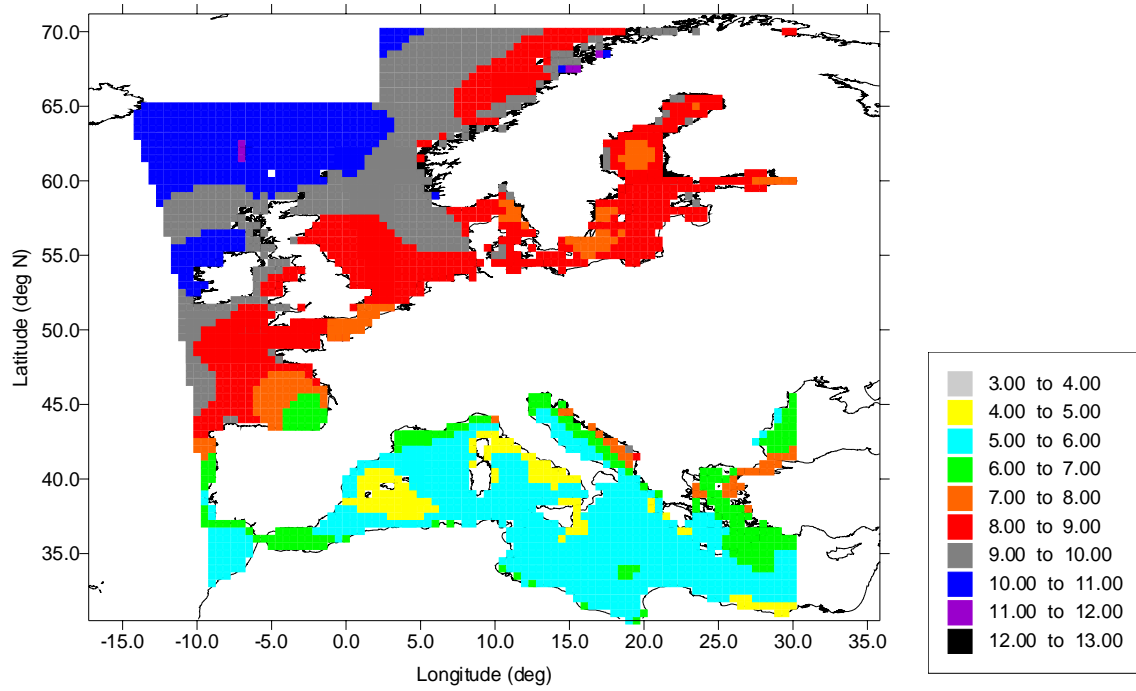 70.0
65.0
60.0
55.0
50.0
45.0
40.0
35.0
Latitude (deg N)
-15.0 -10.0 -5.0 0.0 5.0 10.0 15.0 20.0 25.0 30.0 35.0
Longitude (deg)
3.00 to 4.00
4.00 to 5.00
5.00 to 6.00
6.00 to 7.00
7.00 to 8.00
8.00 to 9.00
9.00 to 10.00
10.00 to 11.00
11.00 to 12.00
12.00 to 13.00